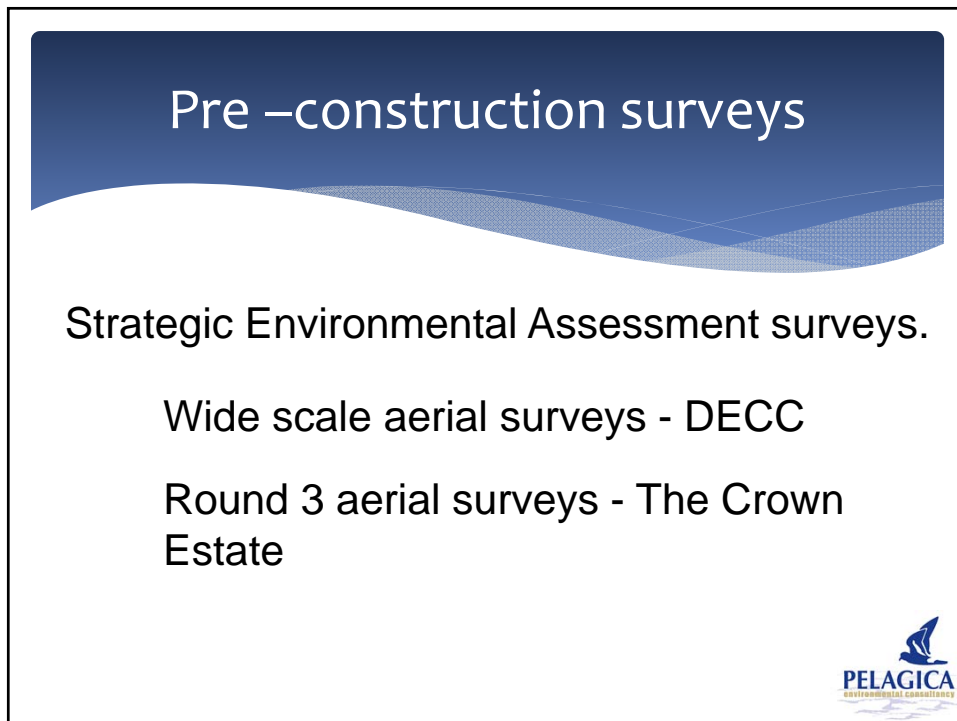 Pre –construction surveys
Strategic Environmental Assessment surveys.
Wide scale aerial surveys - DECC
Round 3 aerial surveys - The Crown
Estate
PELAGICA
environmental consultancy